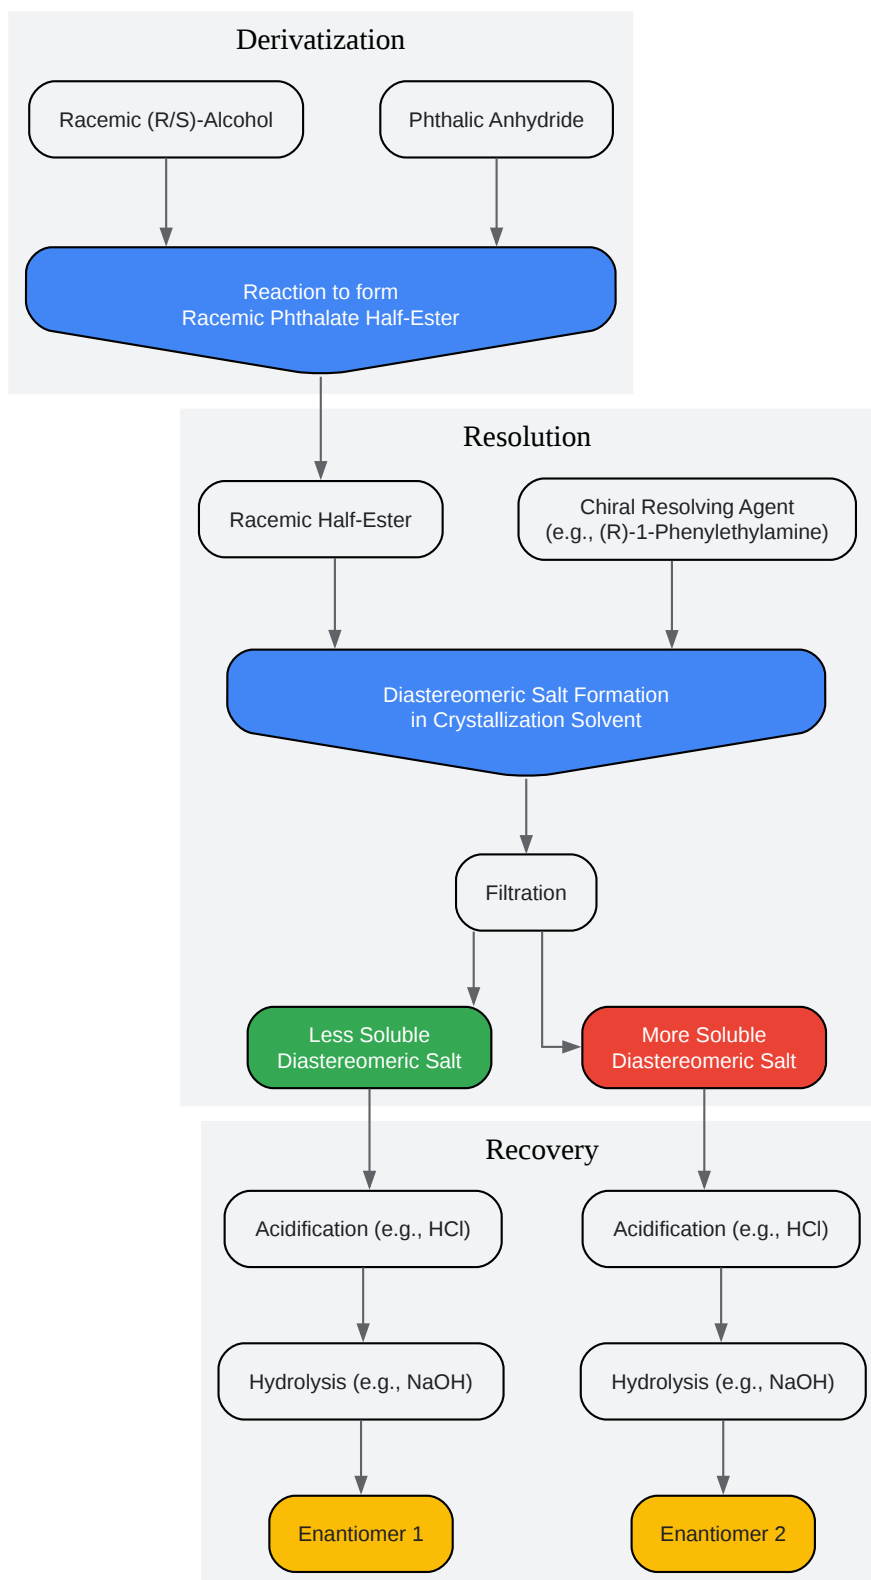 Derivatization
Racemic (R/S)-Alcohol
Phthalic Anhydride
Reaction to form
Racemic Phthalate Half-Ester
Resolution
Racemic Half-Ester
Chiral Resolving Agent
(e.g., (R)-1-Phenylethylamine)
Diastereomeric Salt Formation
in Crystallization Solvent
Filtration
Less Soluble
Diastereomeric Salt
More Soluble
Diastereomeric Salt
Recovery
Acidification (e.g., HCl)
Acidification (e.g., HCl)
Hydrolysis (e.g., NaOH)
Hydrolysis (e.g., NaOH)
Enantiomer 1
Enantiomer 2